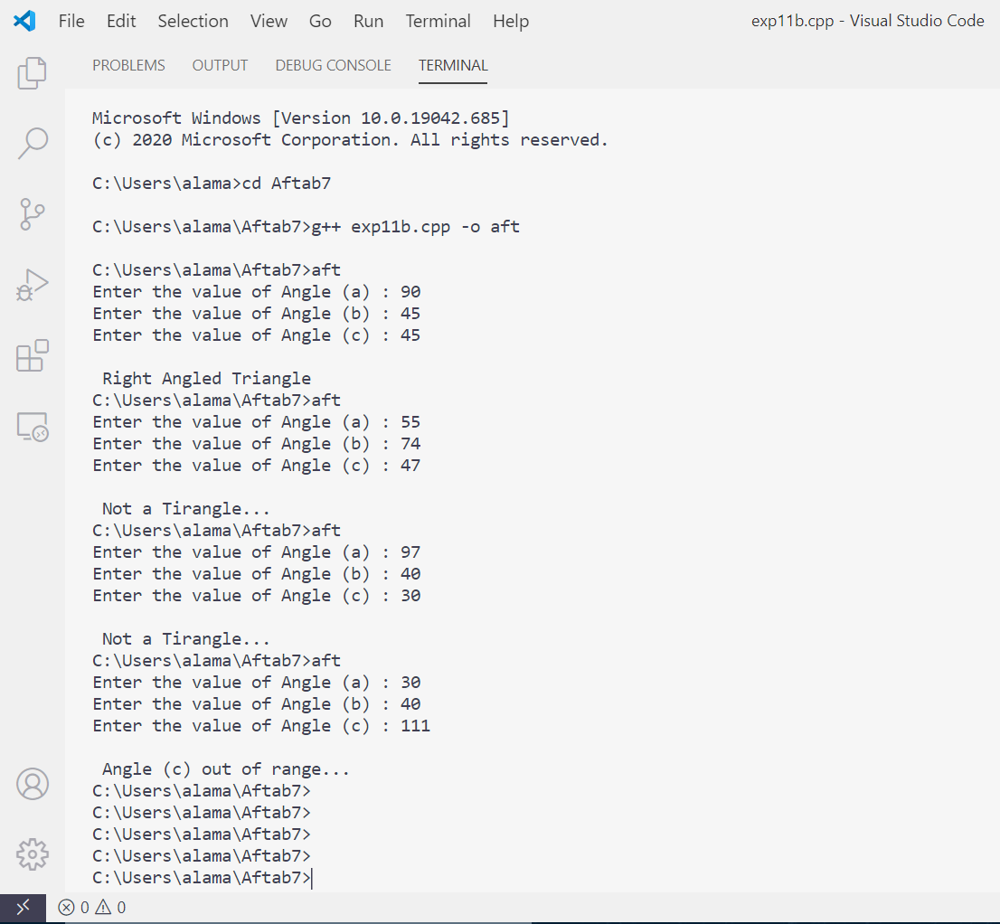 File Edit Selection View Go Run Terminal Help exp11b.cpp - Visual Studio Code
PROBLEMS OUTPUT DEBUG CONSOLE TERMINAL
Microsoft Windows [Version 10.0.19042.685]
(c) 2020 Microsoft Corporation. All rights reserved.
C:\Users\alama>cd Aftab7
C:\Users\alama\Aftab7>g++ exp11b.cpp -o aft
C:\Users\alama\Aftab7>aft
Enter the value of Angle (a) : 90
Enter the value of Angle (b) : 45
Enter the value of Angle (c) : 45
Right Angled Triangle
C:\Users\alama\Aftab7>aft
Enter the value of Angle (a) : 55
Enter the value of Angle (b) : 74
Enter the value of Angle (c) : 47
Not a Tirangle...
C:\Users\alama\Aftab7>aft
Enter the value of Angle (a) : 97
Enter the value of Angle (b) : 40
Enter the value of Angle (c) : 30
Not a Tirangle...
C:\Users\alama\Aftab7>aft
Enter the value of Angle (a) : 30
Enter the value of Angle (b) : 40
Enter the value of Angle (c) : 111
Angle (c) out of range...
C:\Users\alama\Aftab7>
C:\Users\alama\Aftab7>
C:\Users\alama\Aftab7>
C:\Users\alama\Aftab7>
C:\Users\alama\Aftab7>
0 0